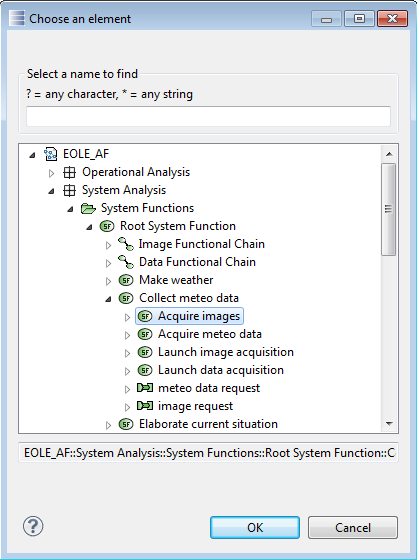 Choose an element
Select a name to find
? = any character, * = any string
EOLE_AF
Operational Analysis
System Analysis
System Functions
SF Root System Function
Image Functional Chain
Data Functional Chain
SF Make weather
SF Collect meteo data
SF Acquire images
SF Acquire meteo data
SF Launch image acquisition
SF Launch data acquisition
meteo data request
image request
SF Elaborate current situation
EOLE_AF::System Analysis::System Functions::Root System Function::C
? OK Cancel